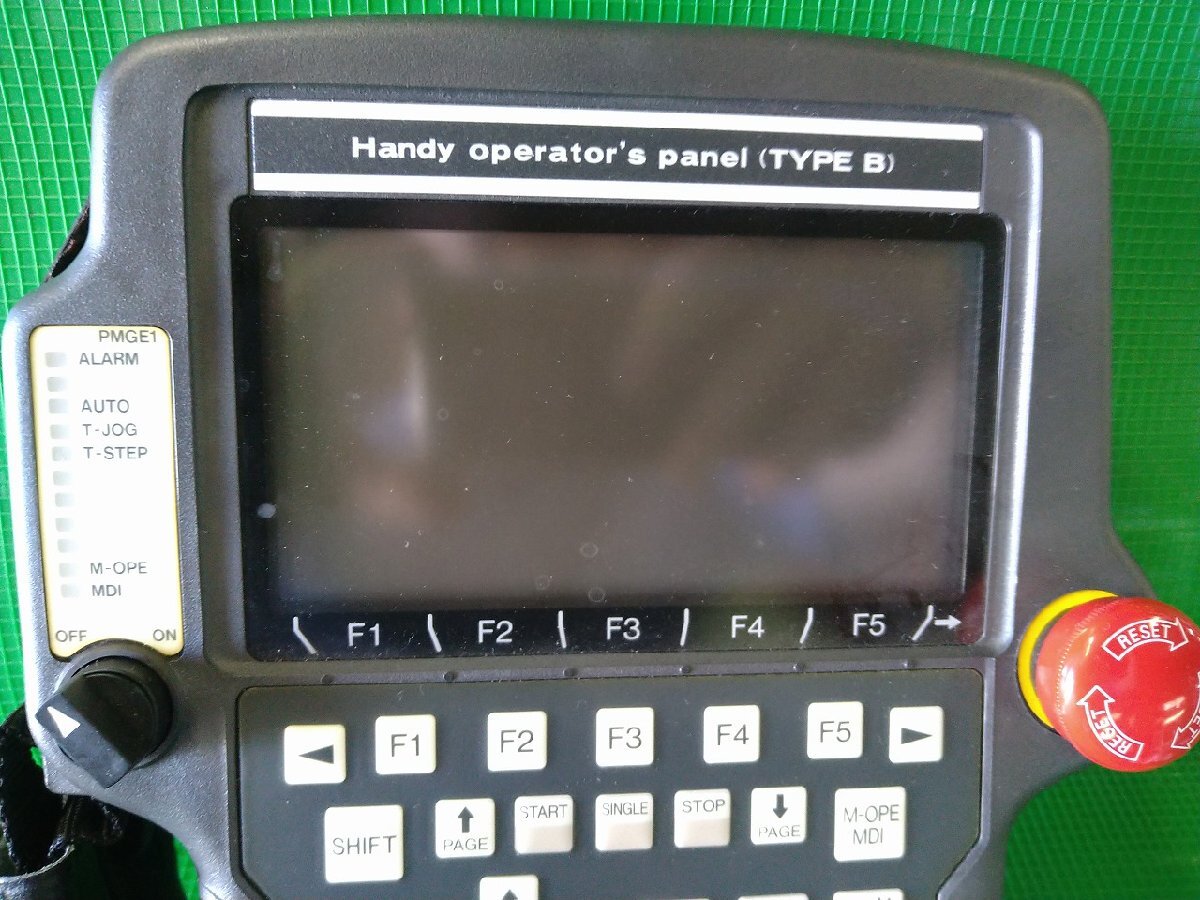 Handy operator's panel (TYPE B)
PMGE1
ALARM
AUTO
T-JOG
T-STEP
M-OPE
MDI
OFF ON
F1 F2 F3 F4 F5 →
RESET
RESET
◄ F1 F2 F3 F4 F5 ►
SHIFT
↑
PAGE
START
SINGLE
STOP
↓
PAGE
M-OPE
MDI